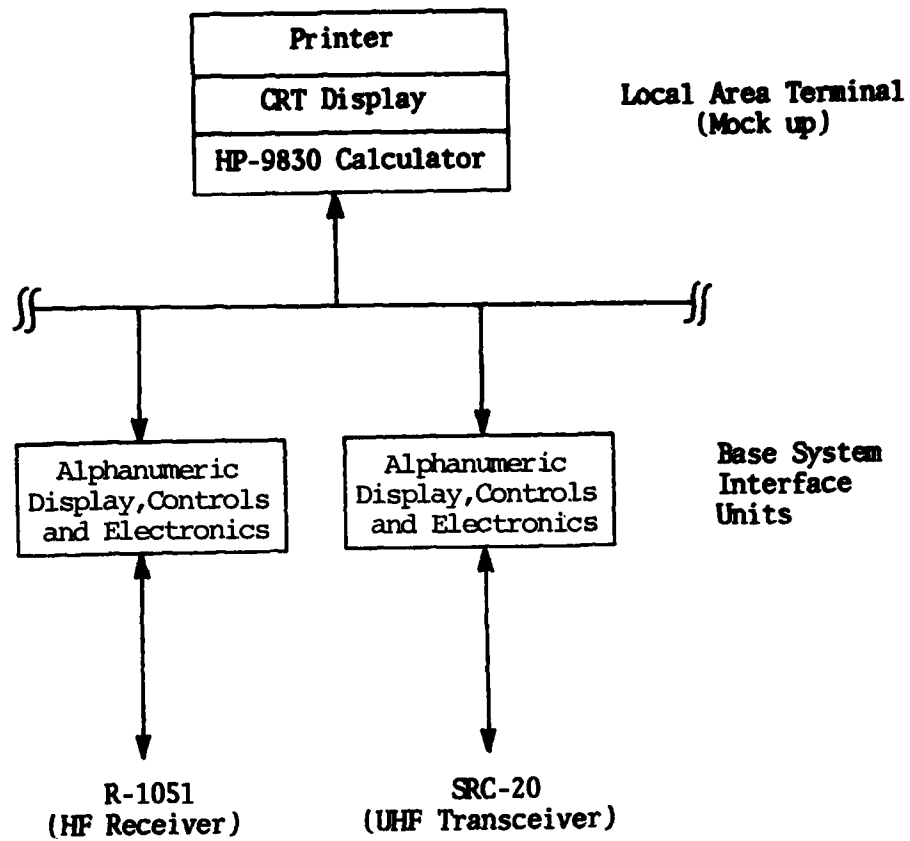 Printer
CRT Display
HP-9830 Calculator
Local Area Terminal
(Mock up)
Alphanumeric
Display,Controls
and Electronics
Alphanumeric
Display,Controls
and Electronics
Base System
Interface
Units
R-1051
(HF Receiver)
SRC-20
(UHF Transceiver)